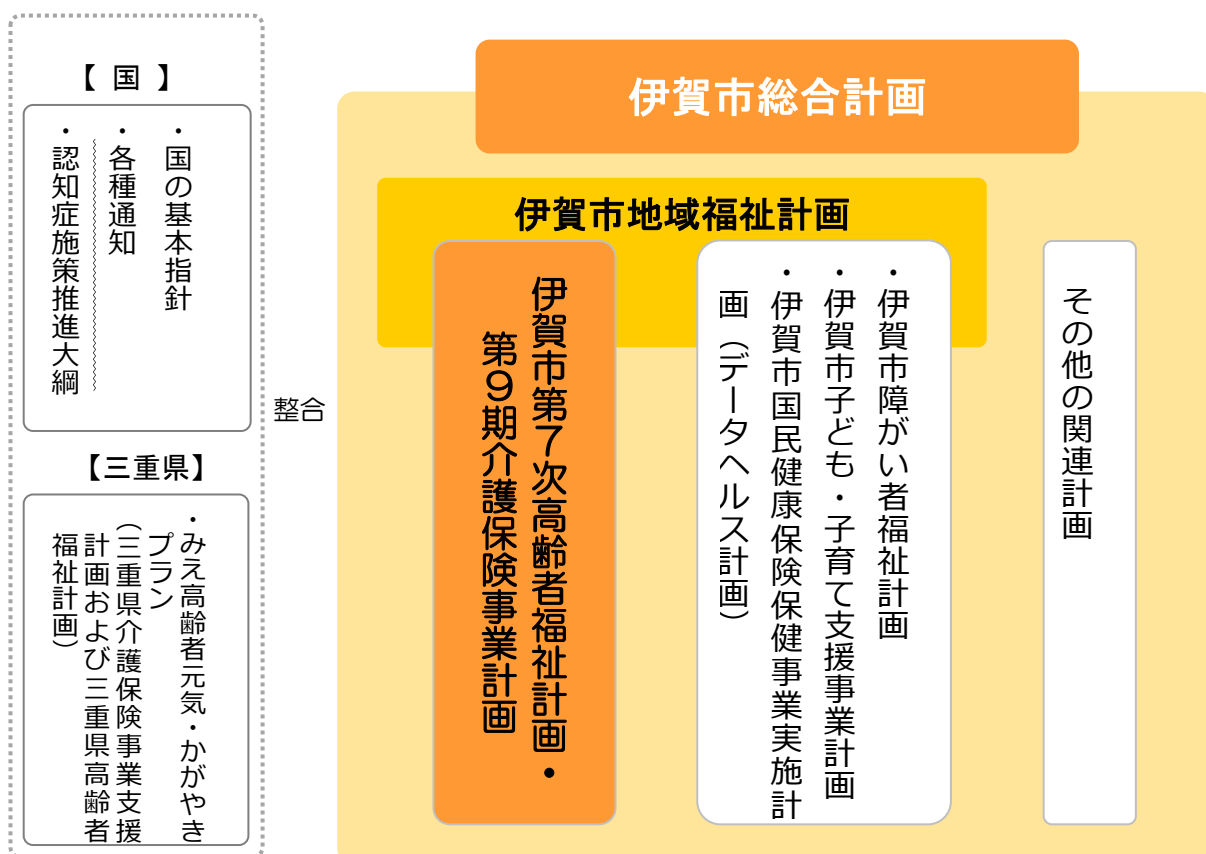 【 国 】
・国の基本指針
・各種通知
・認知症施策推進大綱
【三重県】
・みえ高齢者元気・かがやき
プラン
（三重県介護保険事業支援
計画および三重県高齢者
福祉計画）
整合
伊賀市総合計画
伊賀市地域福祉計画
伊賀市第７次高齢者福祉計画・
第９期介護保険事業計画
・伊賀市障がい者福祉計画
・伊賀市子ども・子育て支援事業計画
・伊賀市国民健康保険保健事業実施計
画（データヘルス計画）
その他の関連計画